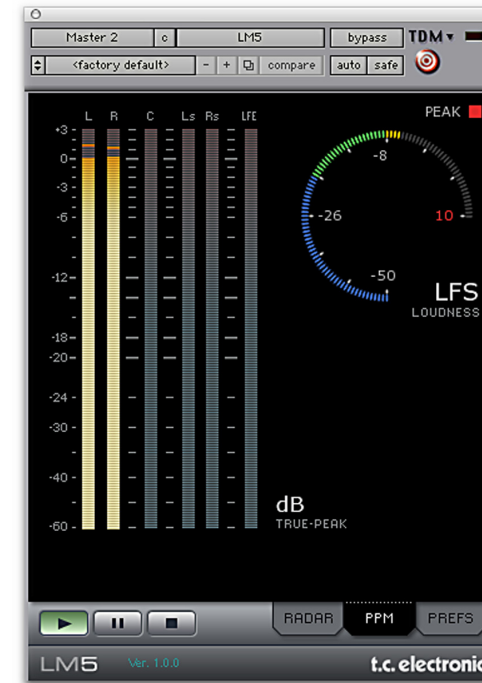 Master 2 c LM5 bypass TDM
<factory default> - + compare auto safe
L R C Ls Rs LFE
PEAK
+3
0
-3
-6
-12
-18
-20
-24
-30
-40
-60
-8
-26
10
-50
LFS
LOUDNESS
dB
TRUE-PEAK
RADAR PPM PREFS
LM5 Ver. 1.0.0 t.c. electronic